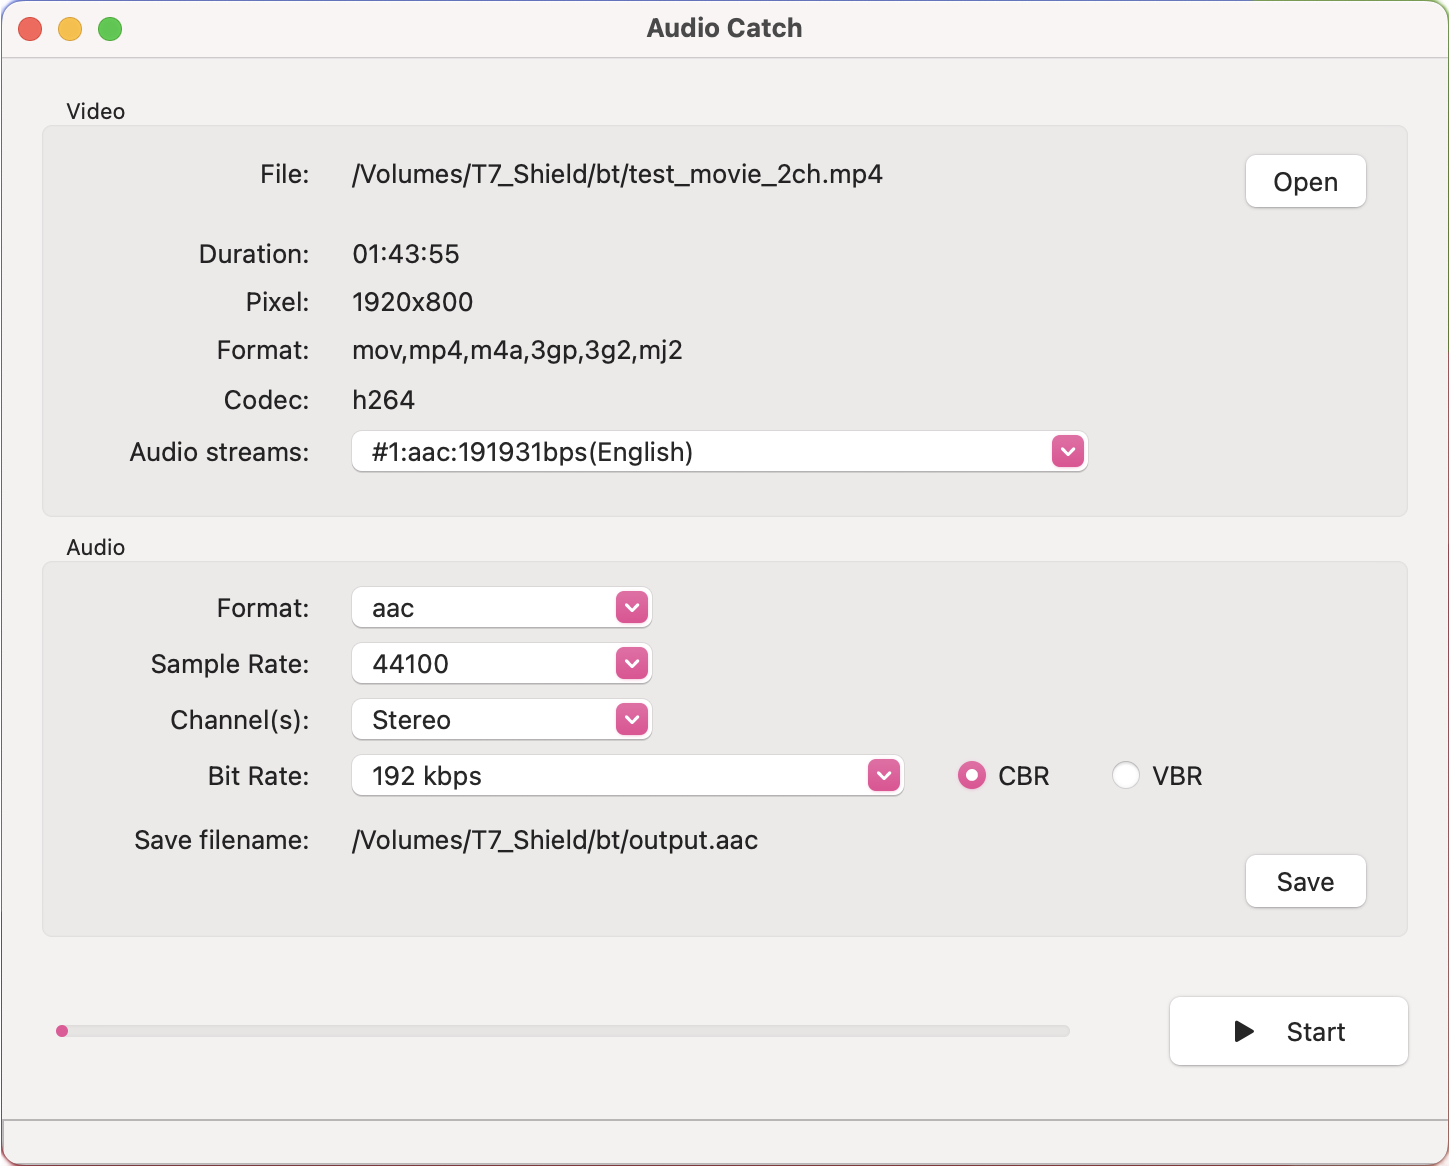 Audio Catch
Video
File: /Volumes/T7_Shield/bt/test_movie_2ch.mp4
Open
Duration: 01:43:55
Pixel: 1920x800
Format: mov,mp4,m4a,3gp,3g2,mj2
Codec: h264
Audio streams: #1:aac:191931bps(English)
Audio
Format: aac
Sample Rate: 44100
Channel(s): Stereo
Bit Rate: 192 kbps CBR VBR
Save filename: /Volumes/T7_Shield/bt/output.aac
Save
Start